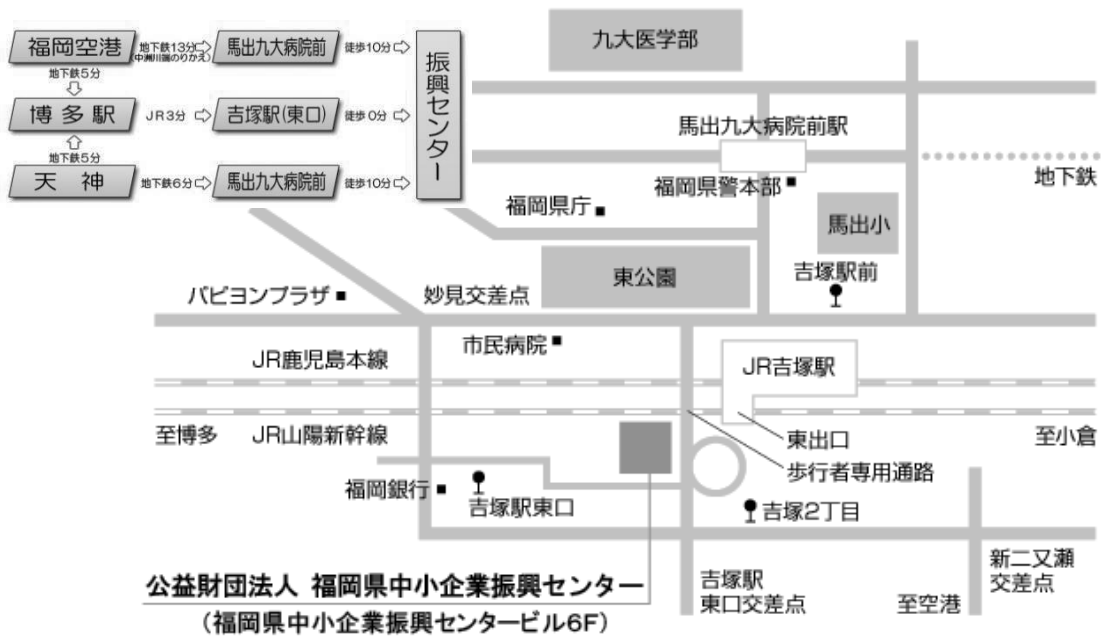 福岡空港
地下鉄13分
(中洲川端のりかえ)
馬出九大病院前
徒歩10分
地下鉄5分
博多駅
JR3分
吉塚駅(東口)
徒歩0分
地下鉄5分
天神
地下鉄6分
馬出九大病院前
徒歩10分
振興センター
九大医学部
馬出九大病院前駅
地下鉄
福岡県警本部
福岡県庁
馬出小
東公園
吉塚駅前
パピヨンプラザ
妙見交差点
市民病院
JR鹿児島本線
JR吉塚駅
至博多
JR山陽新幹線
東出口
至小倉
歩行者専用通路
福岡銀行
吉塚駅東口
吉塚2丁目
公益財団法人 福岡県中小企業振興センター
(福岡県中小企業振興センタービル6F)
吉塚駅
東口交差点
至空港
新二又瀬
交差点